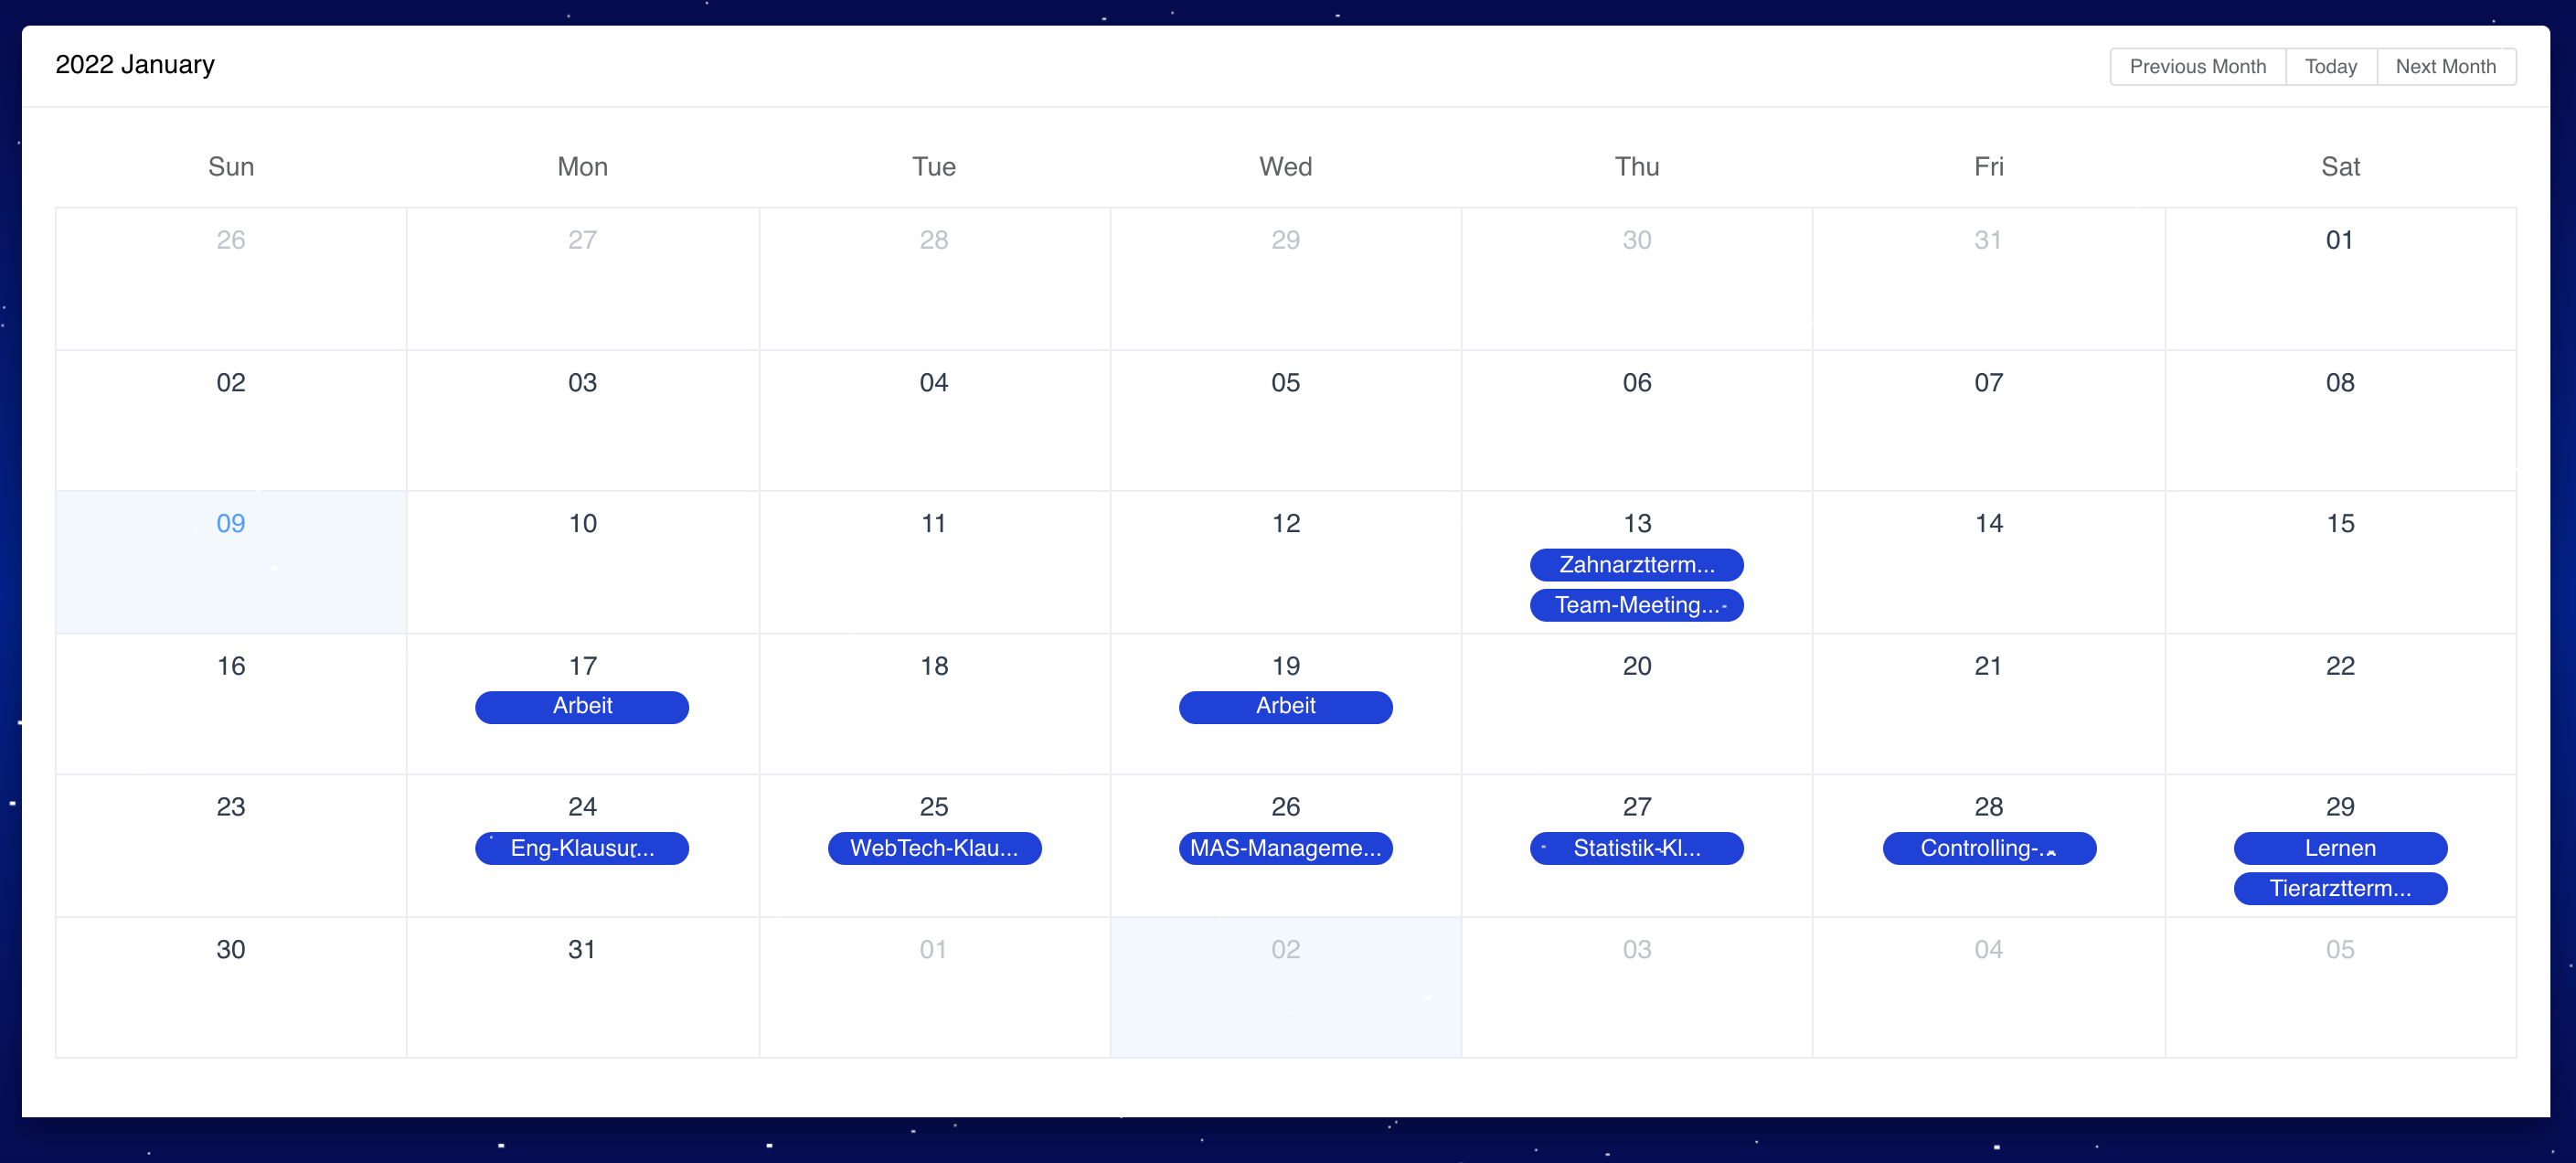 2022 January
Previous Month Today Next Month
Sun Mon Tue Wed Thu Fri Sat
26 27 28 29 30 31 01
02 03 04 05 06 07 08
09 10 11 12 13 14 15
Zahnarztterm...
Team-Meeting...
16 17 18 19 20 21 22
Arbeit Arbeit
23 24 25 26 27 28 29
Eng-Klausur... WebTech-Klau... MAS-Manageme... Statistik-Kl... Controlling-... Lernen
Tierarztterm...
30 31 01 02 03 04 05